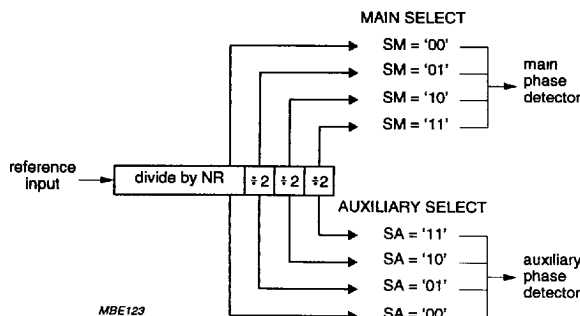 MAIN SELECT
SM = '00'
SM = '01'
SM = '10'
SM = '11'
main
phase
detector
reference
input
divide by NR
÷2
÷2
÷2
AUXILIARY SELECT
SA = '11'
SA = '10'
SA = '01'
SA = '00'
auxiliary
phase
detector
MBE123